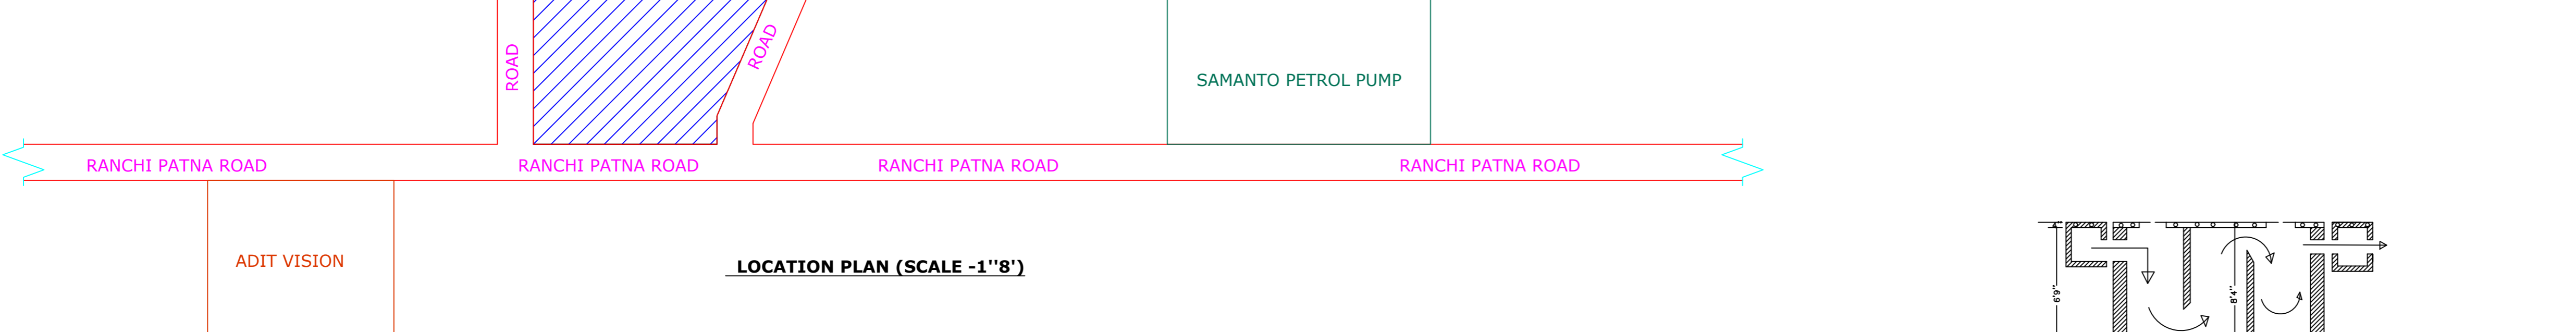 ROAD
ROAD
SAMANTO PETROL PUMP
RANCHI PATNA ROAD
RANCHI PATNA ROAD
RANCHI PATNA ROAD
RANCHI PATNA ROAD
ADIT VISION
LOCATION PLAN (SCALE -1''8')
4''
6'9''
8'4''